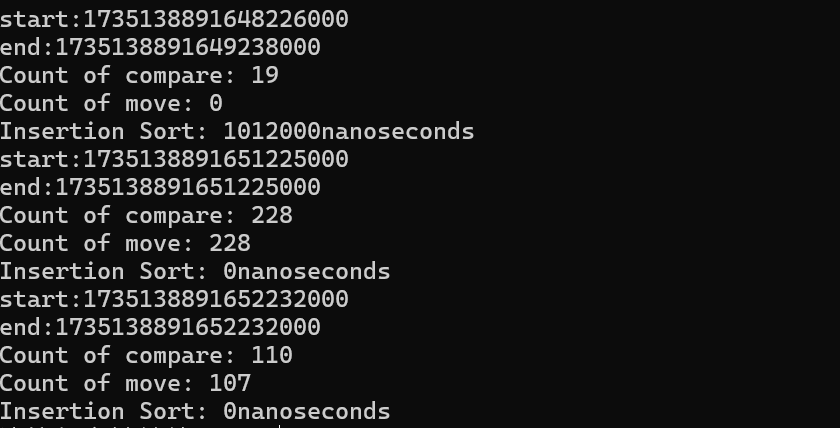 start:1735138891648226000
end:1735138891649238000
Count of compare: 19
Count of move: 0
Insertion Sort: 1012000nanoseconds
start:1735138891651225000
end:1735138891651225000
Count of compare: 228
Count of move: 228
Insertion Sort: 0nanoseconds
start:1735138891652232000
end:1735138891652232000
Count of compare: 110
Count of move: 107
Insertion Sort: 0nanoseconds